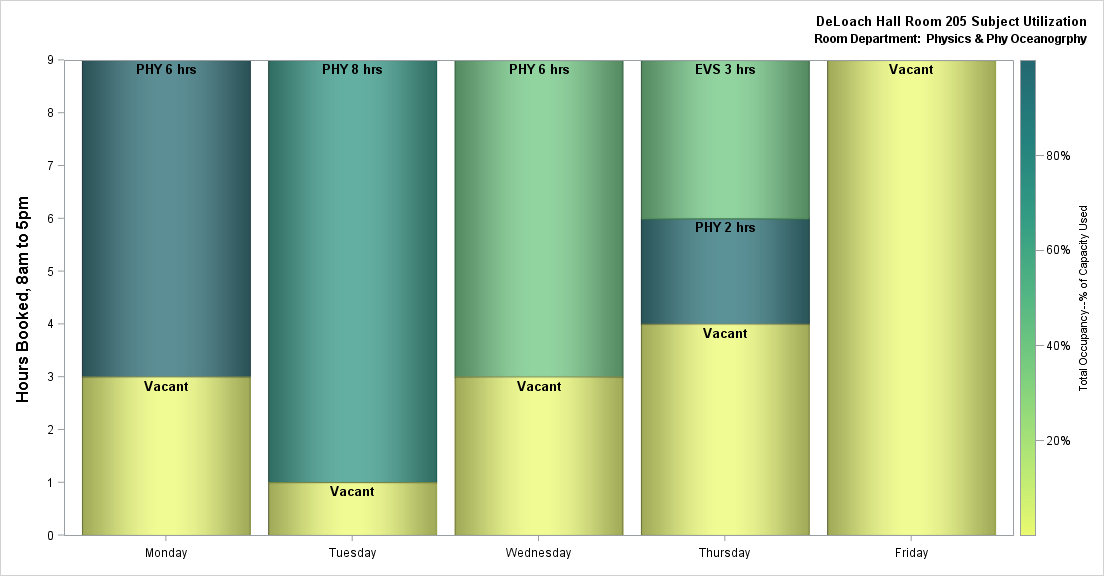 DeLoach Hall Room 205 Subject Utilization
Room Department:  Physics & Phy Oceanogrphy
Hours Booked, 8am to 5pm
9
8
7
6
5
4
3
2
1
0
PHY 6 hrs
Vacant
PHY 8 hrs
Vacant
PHY 6 hrs
Vacant
EVS 3 hrs
PHY 2 hrs
Vacant
Vacant
Monday
Tuesday
Wednesday
Thursday
Friday
80%
60%
40%
20%
Total Occupancy--% of Capacity Used